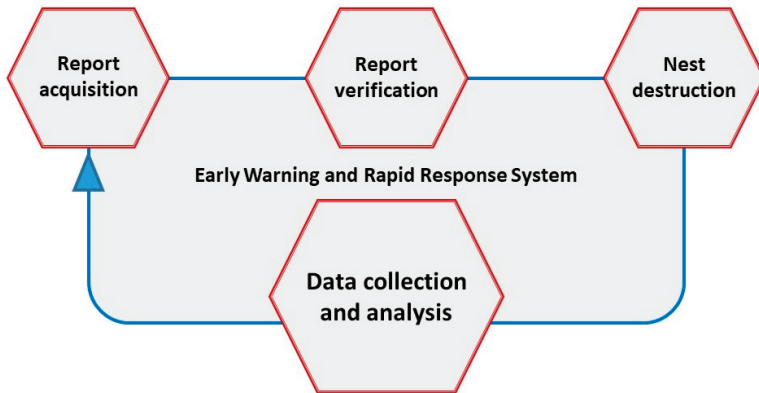 Report
acquisition
Report
verification
Nest
destruction
Early Warning and Rapid Response System
Data collection
and analysis